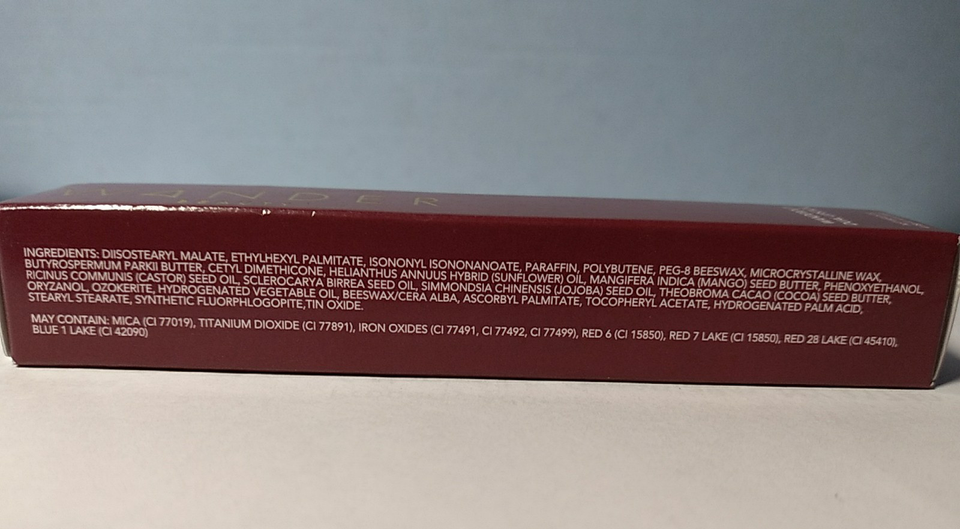 WANDER
INGREDIENTS: DIISOSTEARYL MALATE, ETHYLHEXYL PALMITATE, ISONONYL ISONONANOATE, PARAFFIN, POLYBUTENE, PEG-8 BEESWAX, MICROCRYSTALLINE WAX,
BUTYROSPERMUM PARKII BUTTER, CETYL DIMETHICONE, HELIANTHUS ANNUUS HYBRID (SUNFLOWER) OIL, MANGIFERA INDICA (MANGO) SEED BUTTER, PHENOXYETHANOL,
RICINUS COMMUNIS (CASTOR) SEED OIL, SCLEROCARYA BIRREA SEED OIL, SIMMONDSIA CHINENSIS (JOJOBA) SEED OIL, THEOBROMA CACAO (COCOA) SEED BUTTER,
ORYZANOL, OZOKERITE, HYDROGENATED VEGETABLE OIL, BEESWAX/CERA ALBA, ASCORBYL PALMITATE, TOCOPHERYL ACETATE, HYDROGENATED PALM ACID,
STEARYL STEARATE, SYNTHETIC FLUORPHLOGOPITE,TIN OXIDE.
MAY CONTAIN: MICA (CI 77019), TITANIUM DIOXIDE (CI 77891), IRON OXIDES (CI 77491, CI 77492, CI 77499), RED 6 (CI 15850), RED 7 LAKE (CI 15850), RED 28 LAKE (CI 45410),
BLUE 1 LAKE (CI 42090)